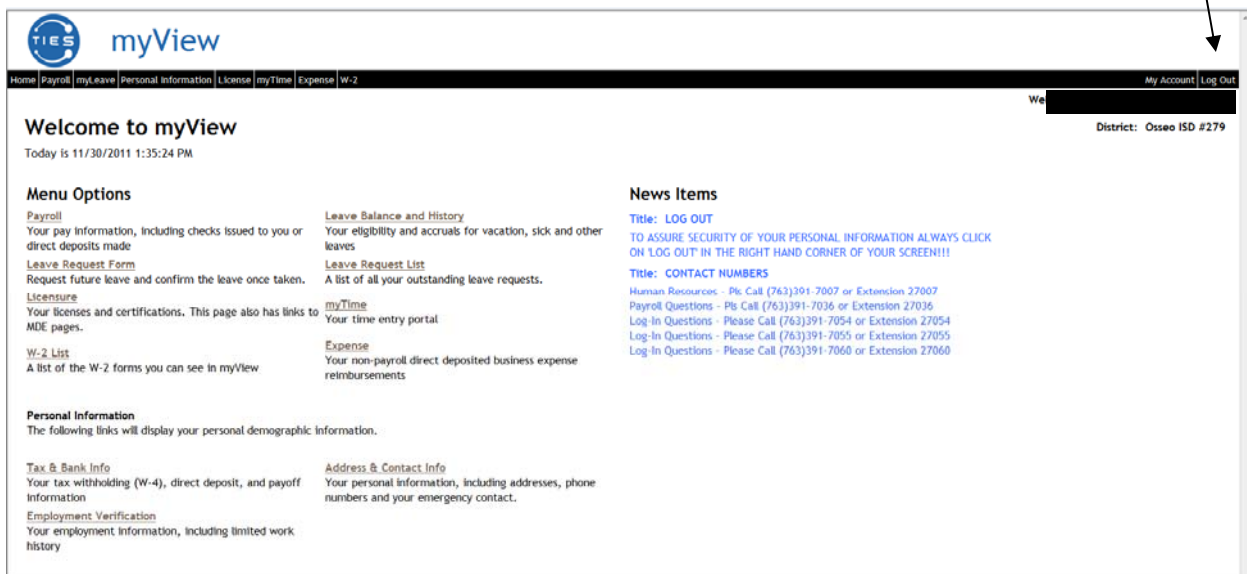 TIES myView
Home Payroll myLeave Personal Information License myTime Expense W-2 My Account Log Out
We
Welcome to myView
District: Osseo ISD #279
Today is 11/30/2011 1:35:24 PM
Menu Options
Payroll
Your pay information, including checks issued to you or
direct deposits made
Leave Balance and History
Your eligibility and accruals for vacation, sick and other
leaves
Leave Request Form
Request future leave and confirm the leave once taken.
Leave Request List
A list of all your outstanding leave requests.
Licensure
Your licenses and certifications. This page also has links to
MDE pages.
myTime
Your time entry portal
W-2 List
A list of the W-2 forms you can see in myView
Expense
Your non-payroll direct deposited business expense
reimbursements
Personal Information
The following links will display your personal demographic information.
Tax & Bank Info
Your tax withholding (W-4), direct deposit, and payoff
information
Address & Contact Info
Your personal information, including addresses, phone
numbers and your emergency contact.
Employment Verification
Your employment information, including limited work
history
News Items
Title: LOG OUT
TO ASSURE SECURITY OF YOUR PERSONAL INFORMATION ALWAYS CLICK
ON 'LOG OUT' IN THE RIGHT HAND CORNER OF YOUR SCREEN!!!
Title: CONTACT NUMBERS
Human Resources - Pls Call (763)391-7007 or Extension 27007
Payroll Questions - Pls Call (763)391-7036 or Extension 27036
Log-In Questions - Please Call (763)391-7054 or Extension 27054
Log-In Questions - Please Call (763)391-7055 or Extension 27055
Log-In Questions - Please Call (763)391-7060 or Extension 27060